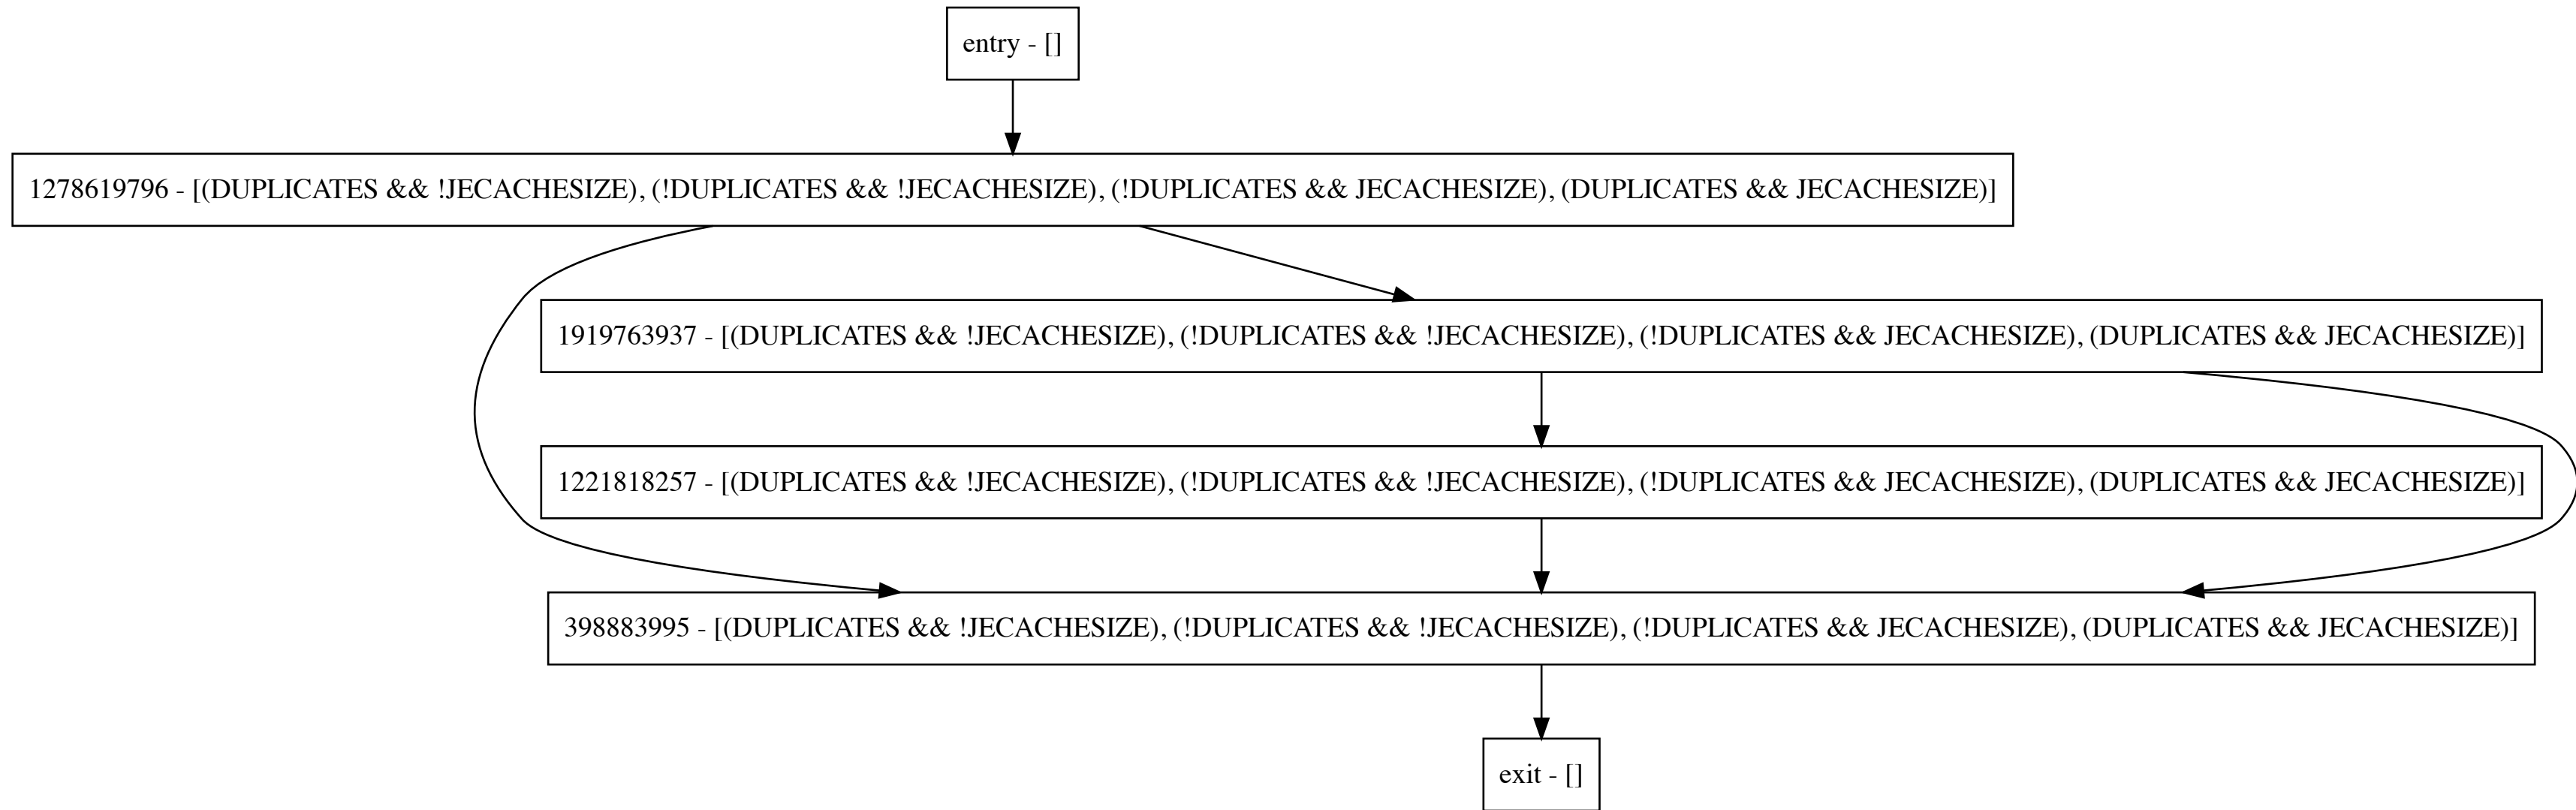 entry - []
1278619796 - [(DUPLICATES && !JECACHESIZE), (!DUPLICATES && !JECACHESIZE), (!DUPLICATES && JECACHESIZE), (DUPLICATES && JECACHESIZE)]
1919763937 - [(DUPLICATES && !JECACHESIZE), (!DUPLICATES && !JECACHESIZE), (!DUPLICATES && JECACHESIZE), (DUPLICATES && JECACHESIZE)]
1221818257 - [(DUPLICATES && !JECACHESIZE), (!DUPLICATES && !JECACHESIZE), (!DUPLICATES && JECACHESIZE), (DUPLICATES && JECACHESIZE)]
398883995 - [(DUPLICATES && !JECACHESIZE), (!DUPLICATES && !JECACHESIZE), (!DUPLICATES && JECACHESIZE), (DUPLICATES && JECACHESIZE)]
exit - []